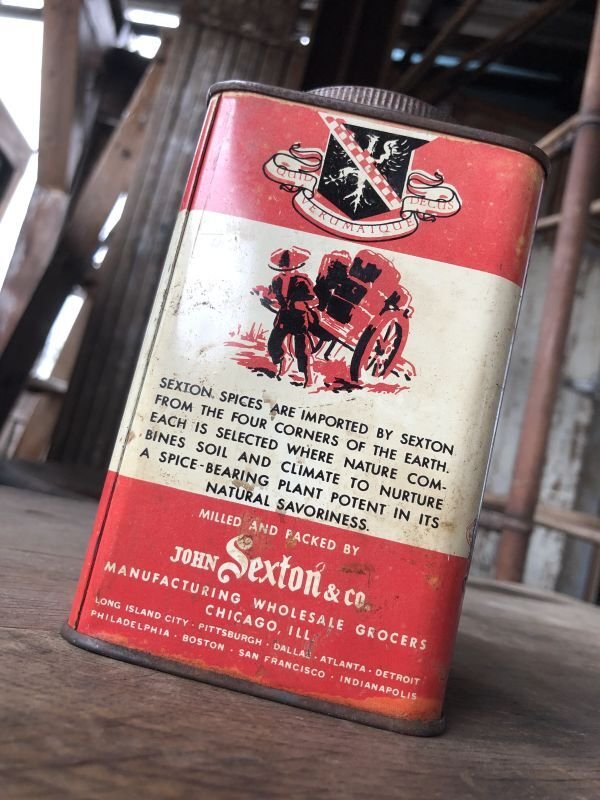 QUID VERUMATQUE DECUS
SEXTON SPICES ARE IMPORTED BY SEXTON
FROM THE FOUR CORNERS OF THE EARTH.
EACH IS SELECTED WHERE NATURE COM-
BINES SOIL AND CLIMATE TO NURTURE
A SPICE-BEARING PLANT POTENT IN ITS
NATURAL SAVORINESS.
MILLED AND PACKED BY
JOHN Sexton & CO.
MANUFACTURING WHOLESALE GROCERS
CHICAGO, ILL.
LONG ISLAND CITY · PITTSBURGH · DALLAS · ATLANTA · DETROIT
PHILADELPHIA · BOSTON · SAN FRANCISCO · INDIANAPOLIS